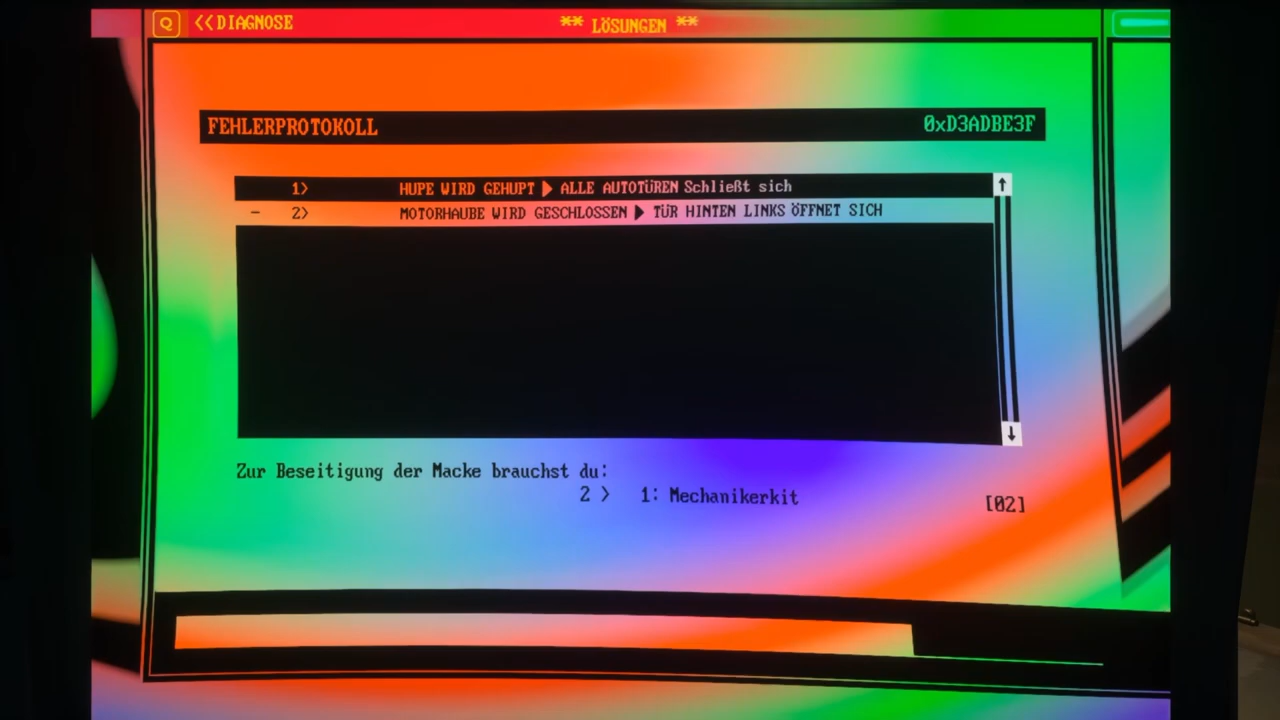 Q <<DIAGNOSE
** LÖSUNGEN **
FEHLERPROTOKOLL 0xD3ADBE3F
1> HUPE WIRD GEHUPT ▶ ALLE AUTOTÜREN Schließt sich
- 2> MOTORHAUBE WIRD GESCHLOSSEN ▶ TÜR HINTEN LINKS ÖFFNET SICH
Zur Beseitigung der Macke brauchst du:
2 > 1: Mechanikerkit
[02]